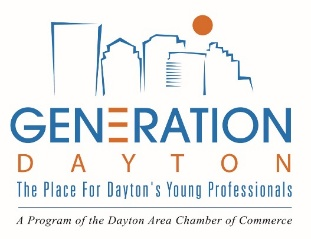 GENERATION
DAYTON
The Place For Dayton's Young Professionals
A Program of the Dayton Area Chamber of Commerce